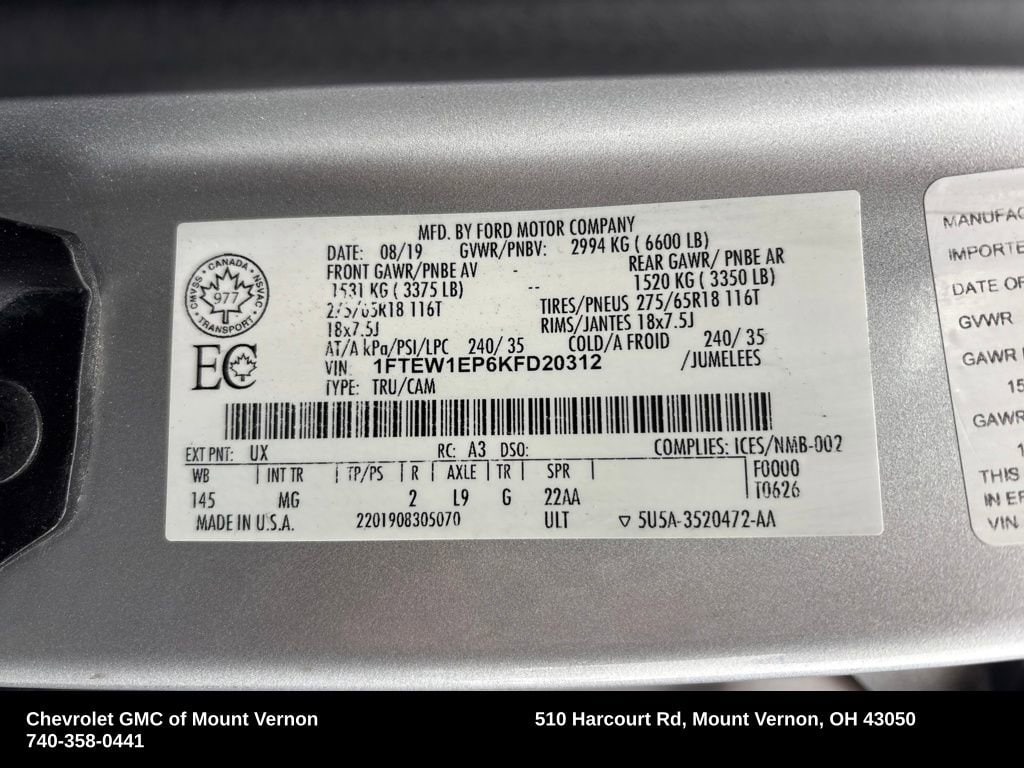 MFD. BY FORD MOTOR COMPANY
DATE: 08/19 GVWR/PNBV: 2994 KG ( 6600 LB)
FRONT GAWR/PNBE AV - REAR GAWR/ PNBE AR
1531 KG ( 3375 LB) -- 1520 KG ( 3350 LB)
275/65R18 116T TIRES/PNEUS 275/65R18 116T
18x7.5J RIMS/JANTES 18x7.5J
AT/A kPa/PSI/LPC 240/ 35 COLD/A FROID 240/ 35
VIN: 1FTEW1EP6KFD20312 /JUMELEES
TYPE: TRU/CAM
CANADA
CMVSS
NSVAC
977
TRANSPORT
EC
EXT PNT: UX RC: A3 DSO: COMPLIES: ICES/NMB-002
WB INT TR TP/PS R AXLE TR SPR F0000
145 MG 2 L9 G 22AA T0626
MADE IN U.S.A. 2201908305070 ULT 5U5A-3520472-AA
MANUFAC
IMPORTE
DATE OF
GVWR
GAWR
15
GAWR
1
THIS
IN EF
VIN
Chevrolet GMC of Mount Vernon 510 Harcourt Rd, Mount Vernon, OH 43050
740-358-0441